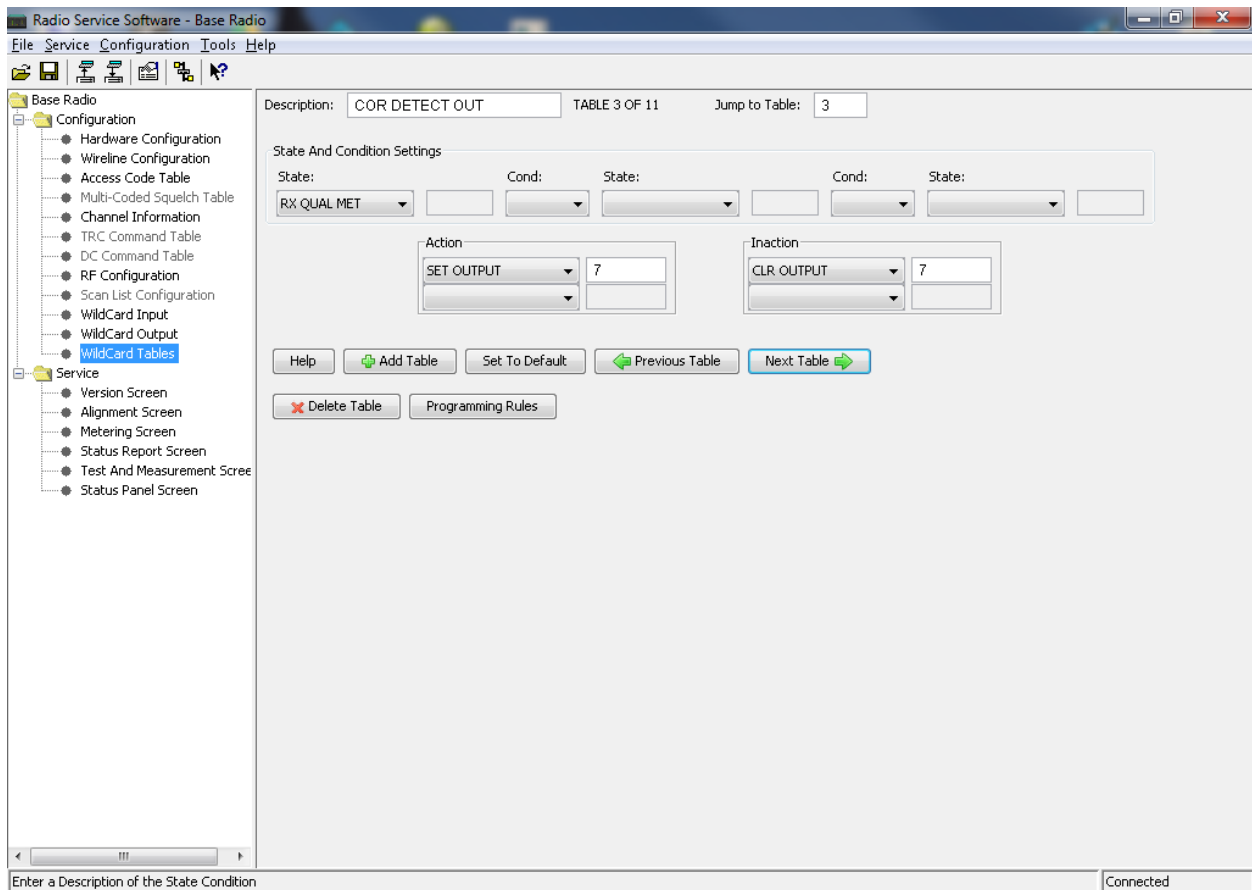 Radio Service Software - Base Radio
File Service Configuration Tools Help
Base Radio
Configuration
Hardware Configuration
Wireline Configuration
Access Code Table
Multi-Coded Squelch Table
Channel Information
TRC Command Table
DC Command Table
RF Configuration
Scan List Configuration
WildCard Input
WildCard Output
WildCard Tables
Service
Version Screen
Alignment Screen
Metering Screen
Status Report Screen
Test And Measurement Scree
Status Panel Screen
Description: COR DETECT OUT TABLE 3 OF 11 Jump to Table: 3
State And Condition Settings
State: Cond: State: Cond: State:
RX QUAL MET
Action Inaction
SET OUTPUT 7 CLR OUTPUT 7
Help Add Table Set To Default Previous Table Next Table
Delete Table Programming Rules
Enter a Description of the State Condition Connected